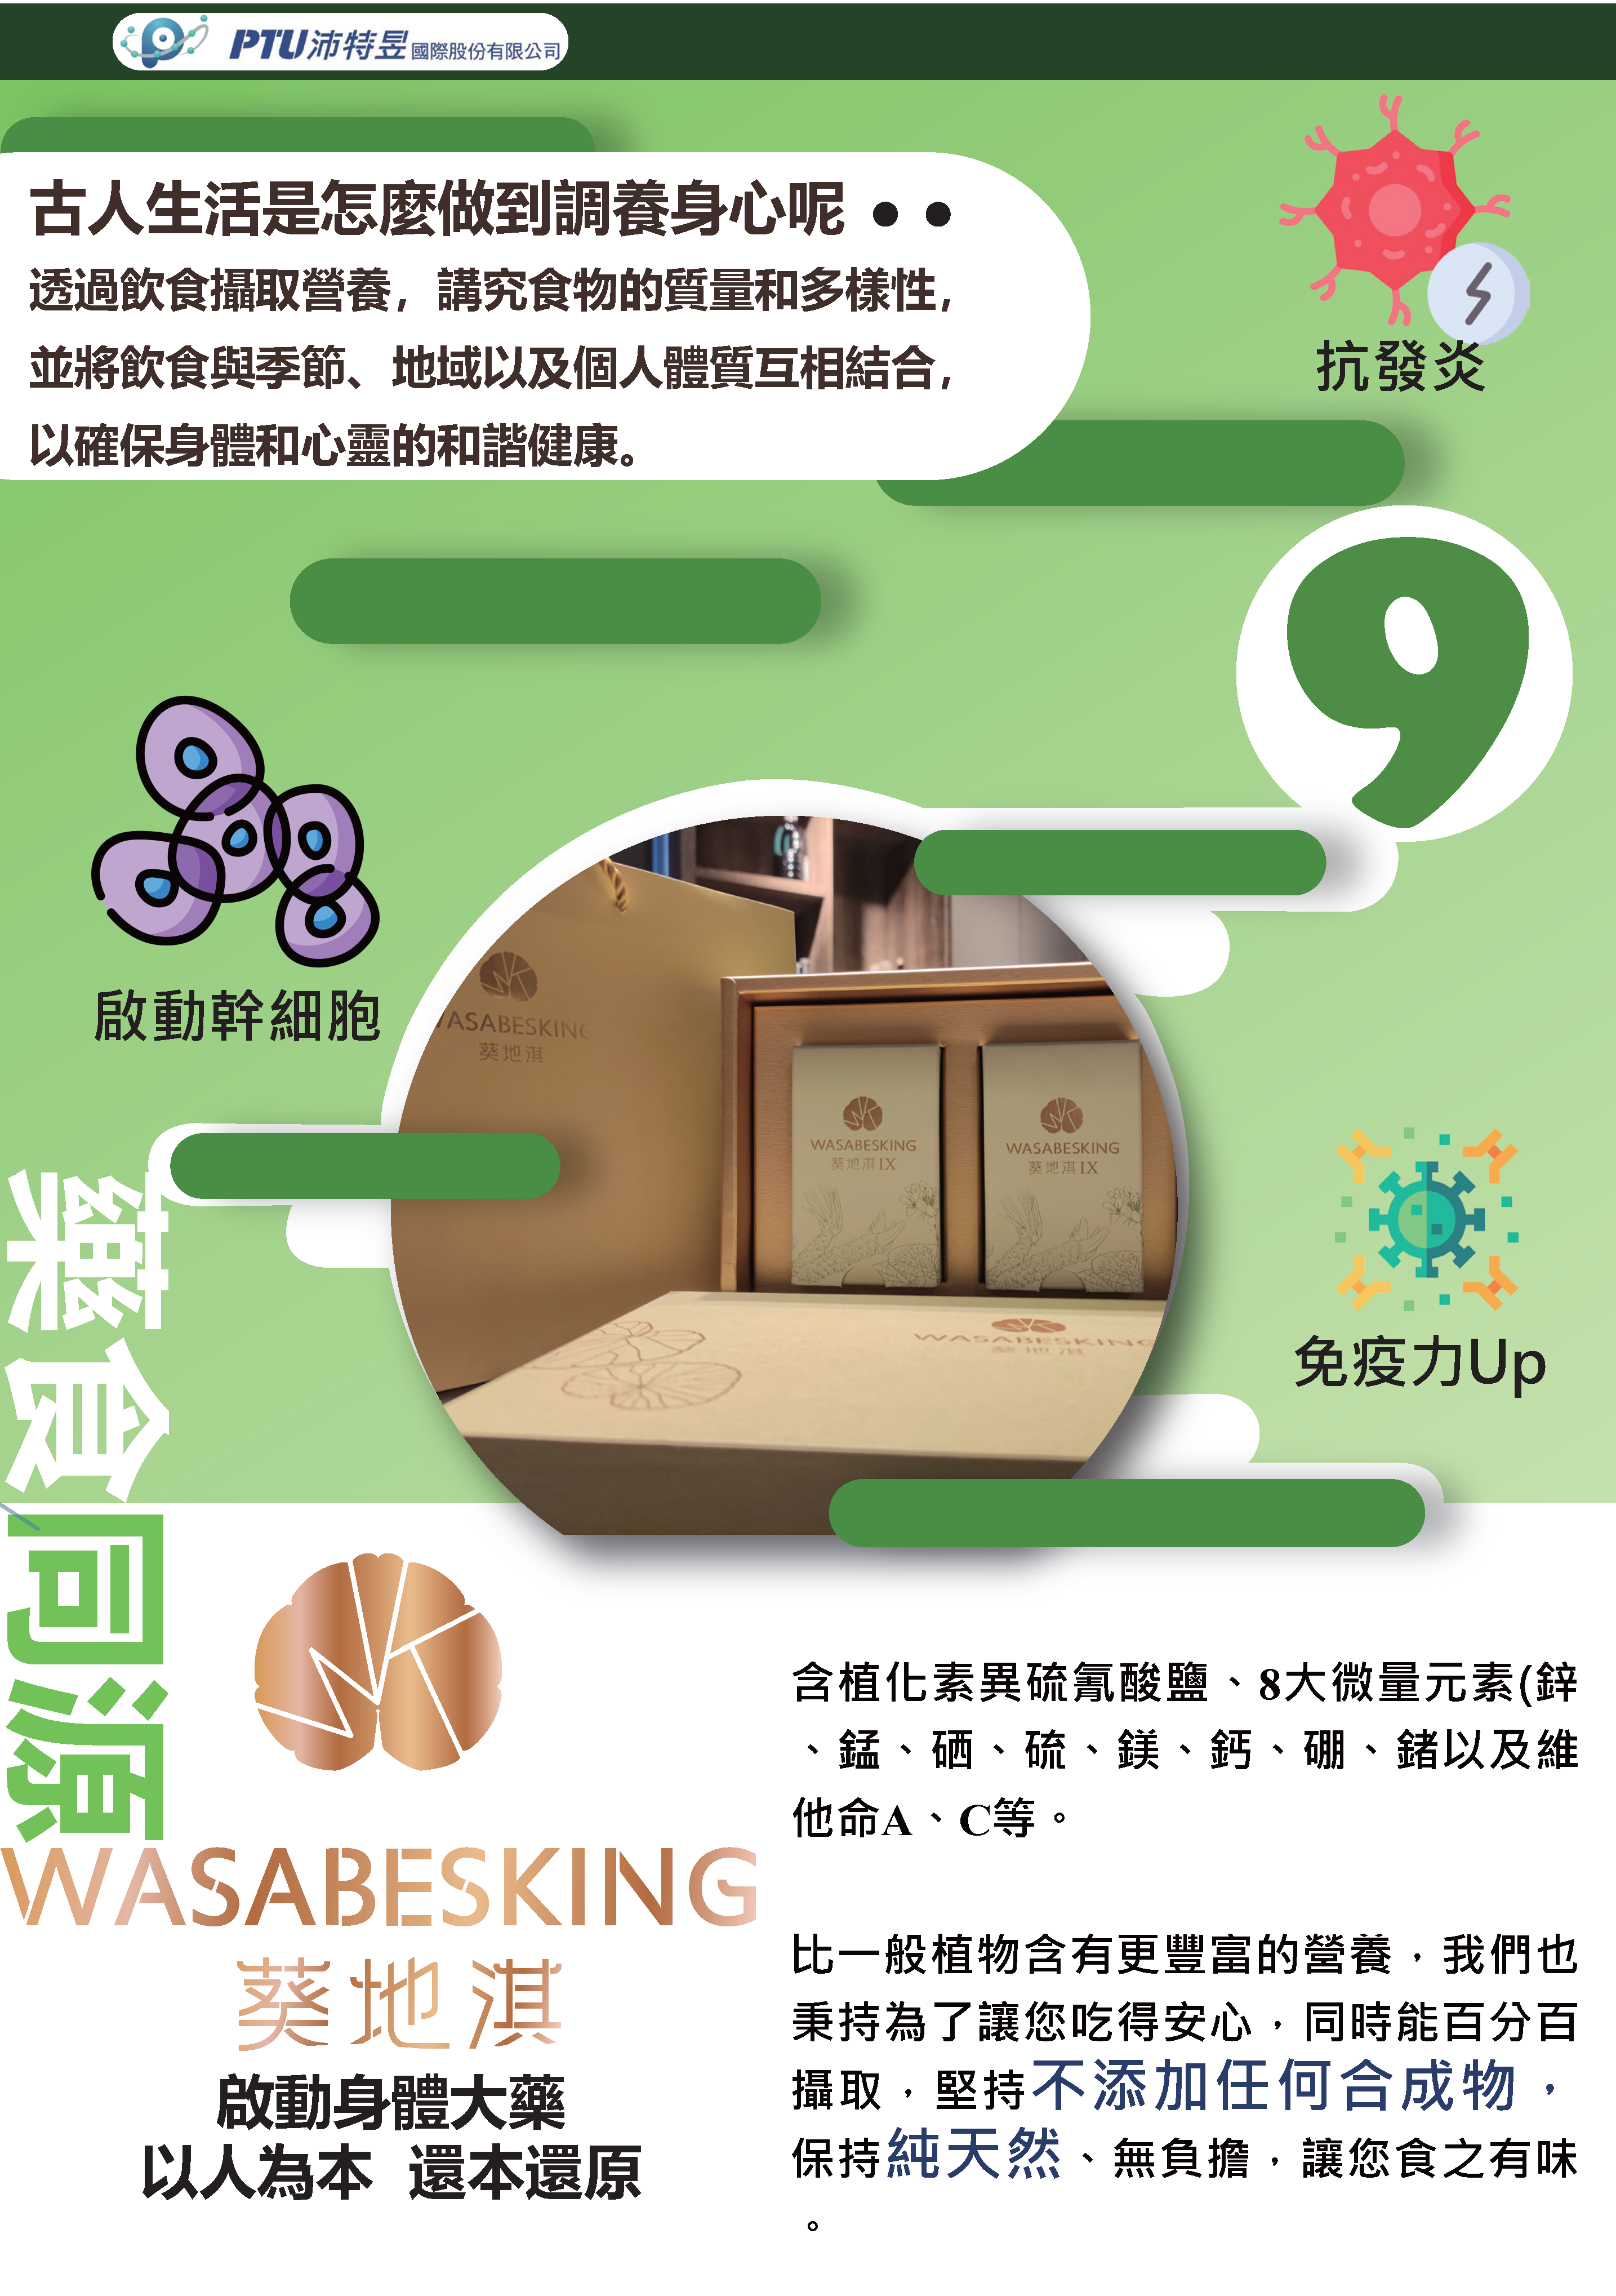 PTU沛特昱國際股份有限公司
古人生活是怎麼做到調養身心呢 ● ●
透過飲食攝取營養，講究食物的質量和多樣性，
並將飲食與季節、地域以及個人體質互相結合，
以確保身體和心靈的和諧健康。
抗發炎
9
啟動幹細胞
WASABESKING
葵地淇
WASABESKING
葵地淇IX
WASABESKING
葵地淇IX
WASABESKING
葵地淇
免疫力Up
藥食同源
WASABESKING
葵地淇
啟動身體大藥
以人為本 還本還原
含植化素異硫氰酸鹽、8大微量元素(鋅
、錳、硒、硫、鎂、鈣、硼、鍺以及維
他命A、C等。
比一般植物含有更豐富的營養，我們也
秉持為了讓您吃得安心，同時能百分百
攝取，堅持不添加任何合成物，
保持純天然、無負擔，讓您食之有味
。